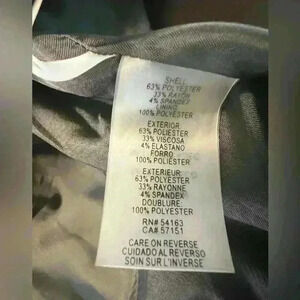 SHELL
63% POLYESTER
33% RAYON
4% SPANDEX
LINING
100% POLYESTER
EXTERIOR
63% POLIESTER
33% VISCOSA
4% ELASTANO
FORRO
100% POLIESTER
EXTERIEUR:
63% POLYESTER
33% RAYONNE
4% SPANDEX
DOUBLURE
100% POLYESTER
RN# 54163
CA# 57151
CARE ON REVERSE
CUIDADO AL REVERSO
SOIN SUR L'INVERSE